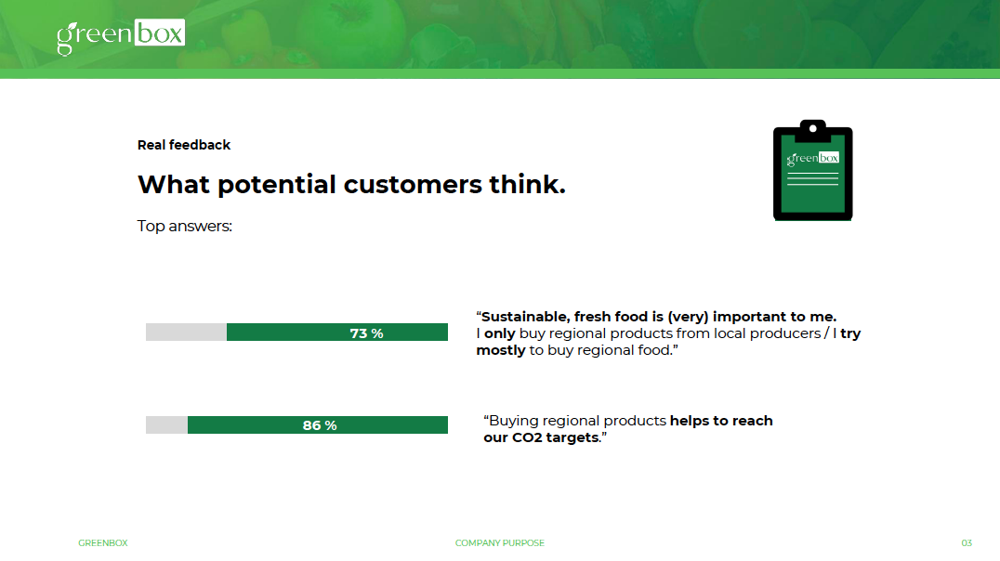 greenbox
Real feedback
What potential customers think.
Top answers:
greenbox
73 %
“Sustainable, fresh food is (very) important to me.
I only buy regional products from local producers / I try
mostly to buy regional food.”
86 %
“Buying regional products helps to reach
our CO2 targets.”
GREENBOX
COMPANY PURPOSE
03